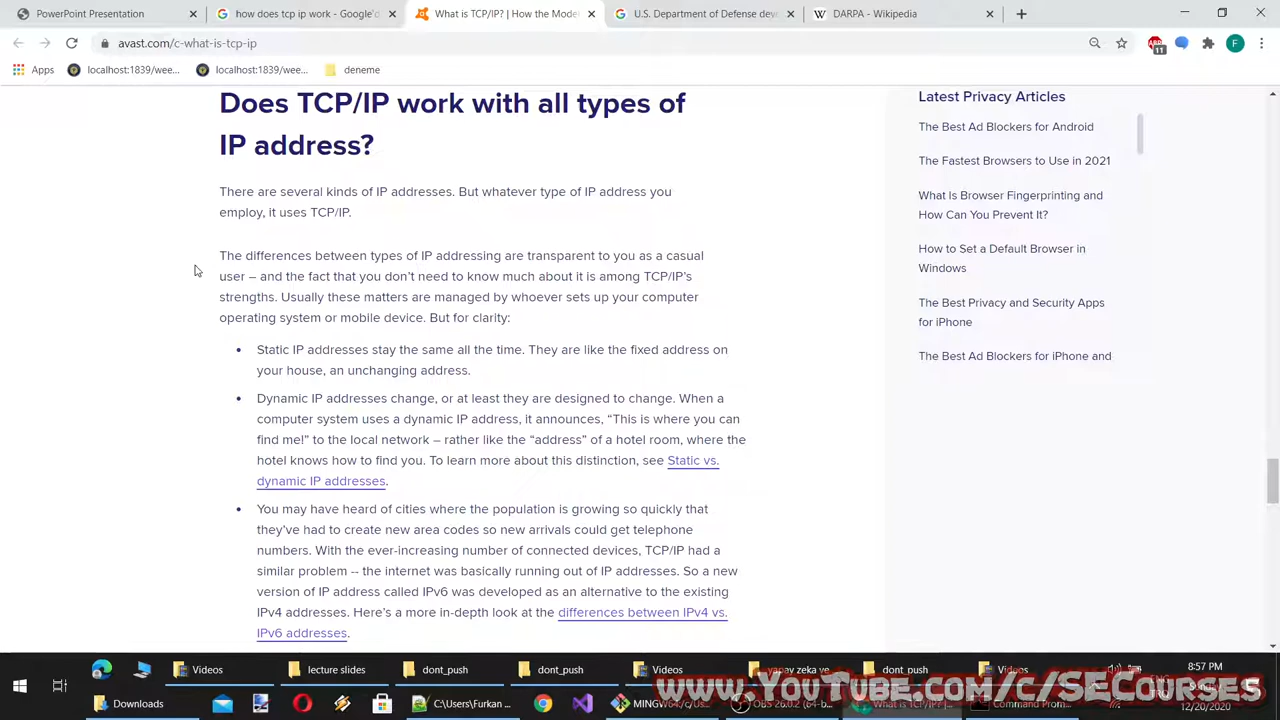 PowerPoint Presentation
how does tcp ip work - Google'd
What is TCP/IP? | How the Mode
U.S. Department of Defense dev
DARPA - Wikipedia
avast.com/c-what-is-tcp-ip
11
F
Apps
localhost:1839/wee...
localhost:1839/wee...
deneme
Does TCP/IP work with all types of
IP address?
There are several kinds of IP addresses. But whatever type of IP address you
employ, it uses TCP/IP.
The differences between types of IP addressing are transparent to you as a casual
user – and the fact that you don't need to know much about it is among TCP/IP's
strengths. Usually these matters are managed by whoever sets up your computer
operating system or mobile device. But for clarity:
• Static IP addresses stay the same all the time. They are like the fixed address on
your house, an unchanging address.
• Dynamic IP addresses change, or at least they are designed to change. When a
computer system uses a dynamic IP address, it announces, “This is where you can
find me!” to the local network – rather like the “address” of a hotel room, where the
hotel knows how to find you. To learn more about this distinction, see Static vs.
dynamic IP addresses.
• You may have heard of cities where the population is growing so quickly that
they've had to create new area codes so new arrivals could get telephone
numbers. With the ever-increasing number of connected devices, TCP/IP had a
similar problem -- the internet was basically running out of IP addresses. So a new
version of IP address called IPv6 was developed as an alternative to the existing
IPv4 addresses. Here's a more in-depth look at the differences between IPv4 vs.
IPv6 addresses.
Latest Privacy Articles
The Best Ad Blockers for Android
The Fastest Browsers to Use in 2021
What Is Browser Fingerprinting and
How Can You Prevent It?
How to Set a Default Browser in
Windows
The Best Privacy and Security Apps
for iPhone
The Best Ad Blockers for iPhone and
Videos
lecture slides
dont_push
dont_push
Videos
yapay zeka ve
dont_push
Videos
8:57 PM
Downloads
C:\Users\Furkan
MINGW64:/c/Us
OBS 26.0.2 (64-b
What is TCP/IP?
Command Prom
12/20/2020
www.YouTube.com/c/SECourses